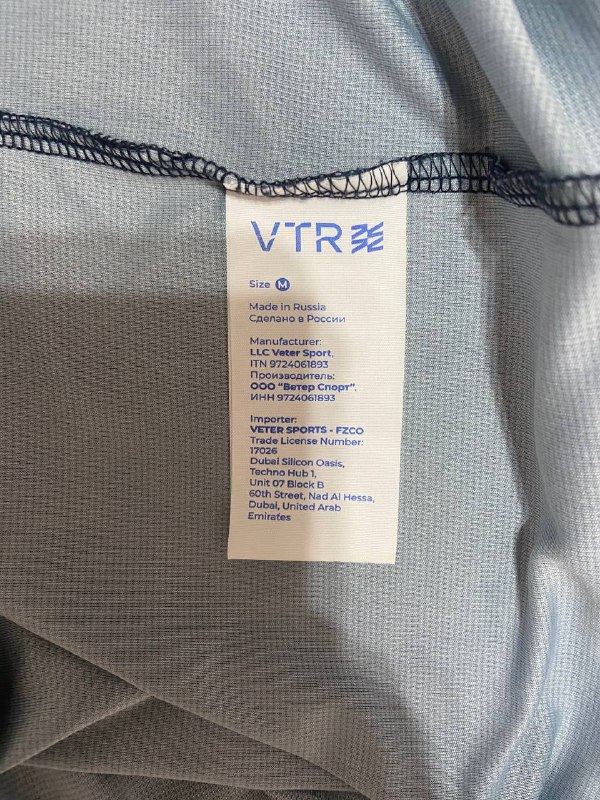 VTR
Size M
Made in Russia
Сделано в России
Manufacturer:
LLC Veter Sport,
ITN 9724061893
Производитель:
ООО "Ветер Спорт",
ИНН 9724061893
Importer:
VETER SPORTS - FZCO
Trade License Number:
17026
Dubai Silicon Oasis,
Techno Hub 1,
Unit 07 Block B
60th Street, Nad Al Hessa,
Dubai, United Arab
Emirates